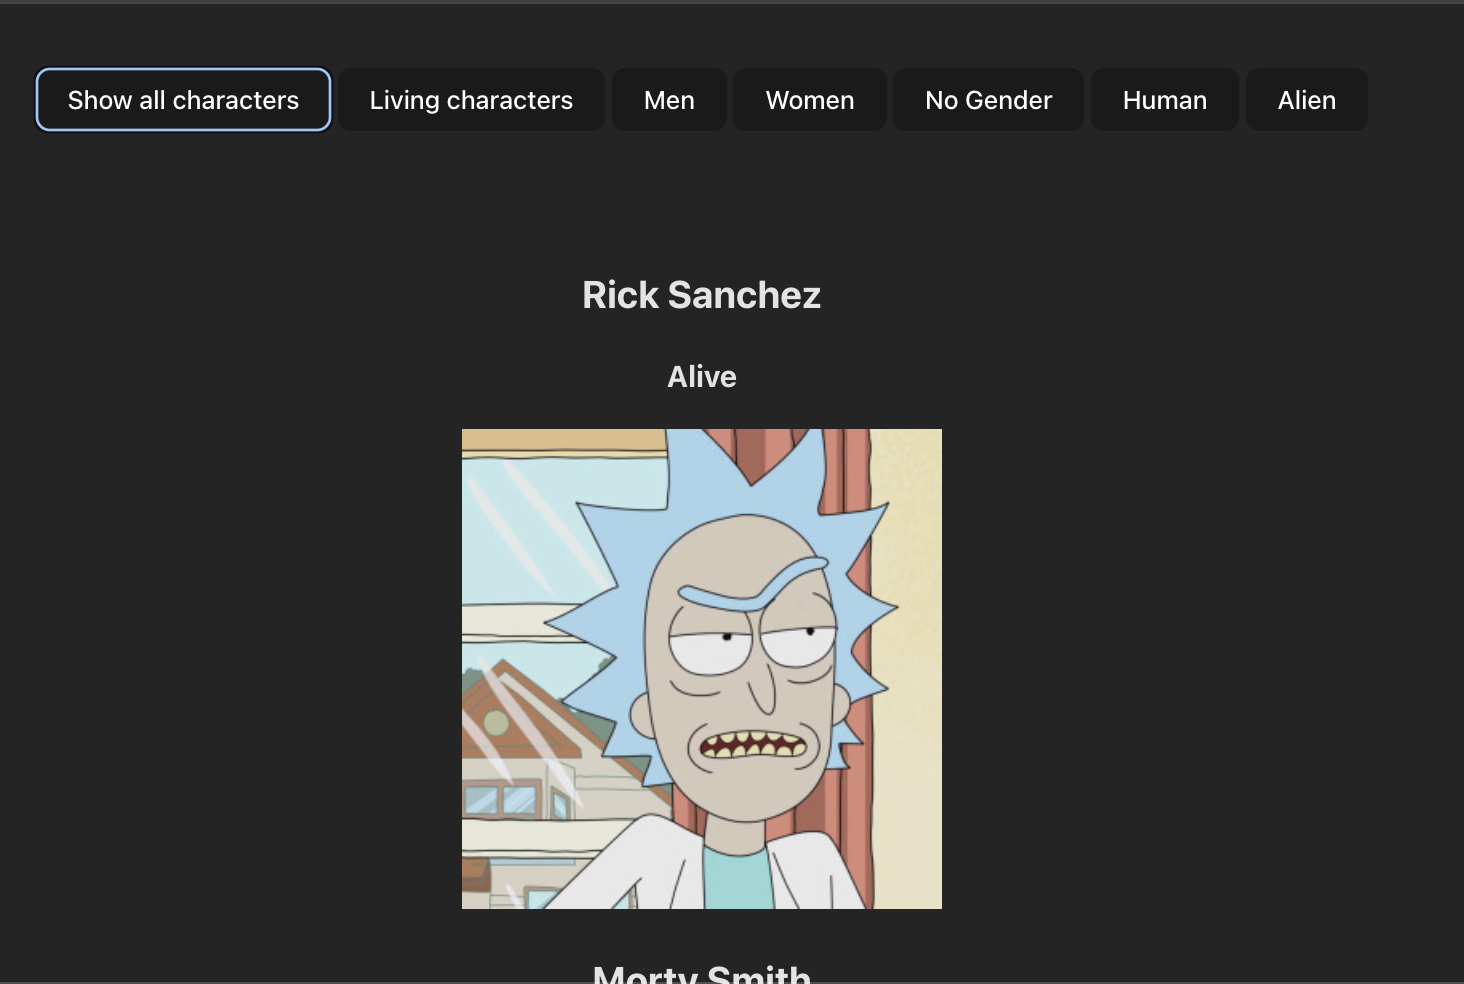 Show all characters Living characters Men Women No Gender Human Alien
Rick Sanchez
Alive
Morty Smith